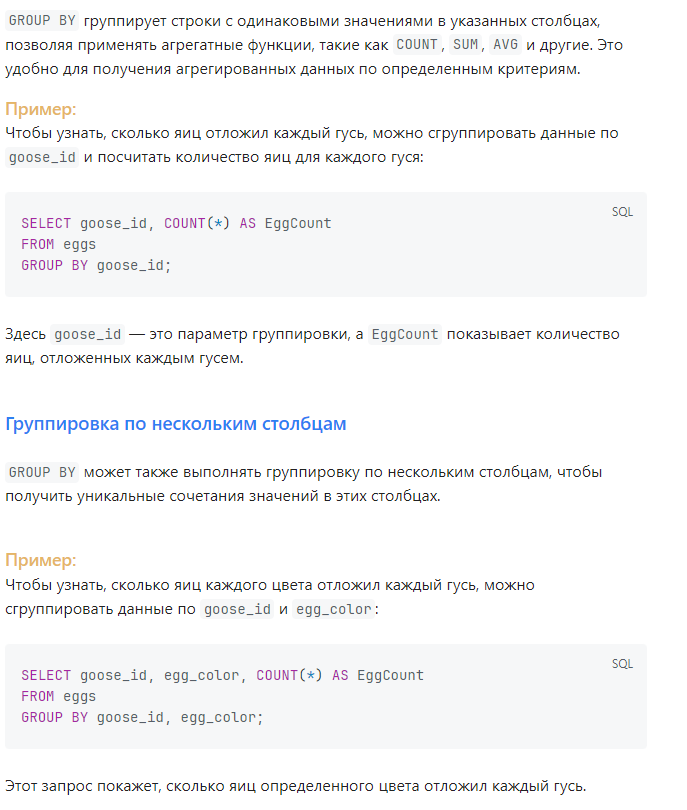 GROUP BY группирует строки с одинаковыми значениями в указанных столбцах,
позволяя применять агрегатные функции, такие как COUNT, SUM, AVG и другие. Это
удобно для получения агрегированных данных по определенным критериям.
Пример:
Чтобы узнать, сколько яиц отложил каждый гусь, можно сгруппировать данные по
goose_id и посчитать количество яиц для каждого гуся:
SQL
SELECT goose_id, COUNT(*) AS EggCount
FROM eggs
GROUP BY goose_id;
Здесь goose_id — это параметр группировки, а EggCount показывает количество
яиц, отложенных каждым гусем.
Группировка по нескольким столбцам
GROUP BY может также выполнять группировку по нескольким столбцам, чтобы
получить уникальные сочетания значений в этих столбцах.
Пример:
Чтобы узнать, сколько яиц каждого цвета отложил каждый гусь, можно
сгруппировать данные по goose_id и egg_color:
SQL
SELECT goose_id, egg_color, COUNT(*) AS EggCount
FROM eggs
GROUP BY goose_id, egg_color;
Этот запрос покажет, сколько яиц определенного цвета отложил каждый гусь.